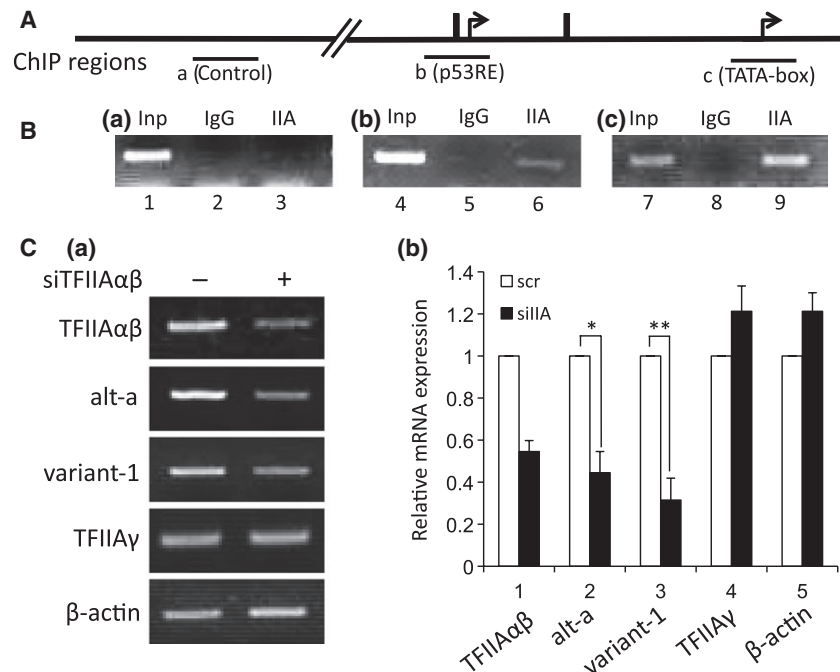 A
ChIP regions
a (Control)
b (p53RE)
c (TATA-box)
B
(a) Inp IgG IIA
(b) Inp IgG IIA
(c) Inp IgG IIA
1 2 3
4 5 6
7 8 9
C (a)
siTFIIAαβ – +
TFIIAαβ
alt-a
variant-1
TFIIAγ
β-actin
(b)
Relative mRNA expression
1.4
1.2
1
0.8
0.6
0.4
0.2
0
scr
siIIA
*
**
1 2 3 4 5
TFIIAαβ
alt-a
variant-1
TFIIAγ
β-actin